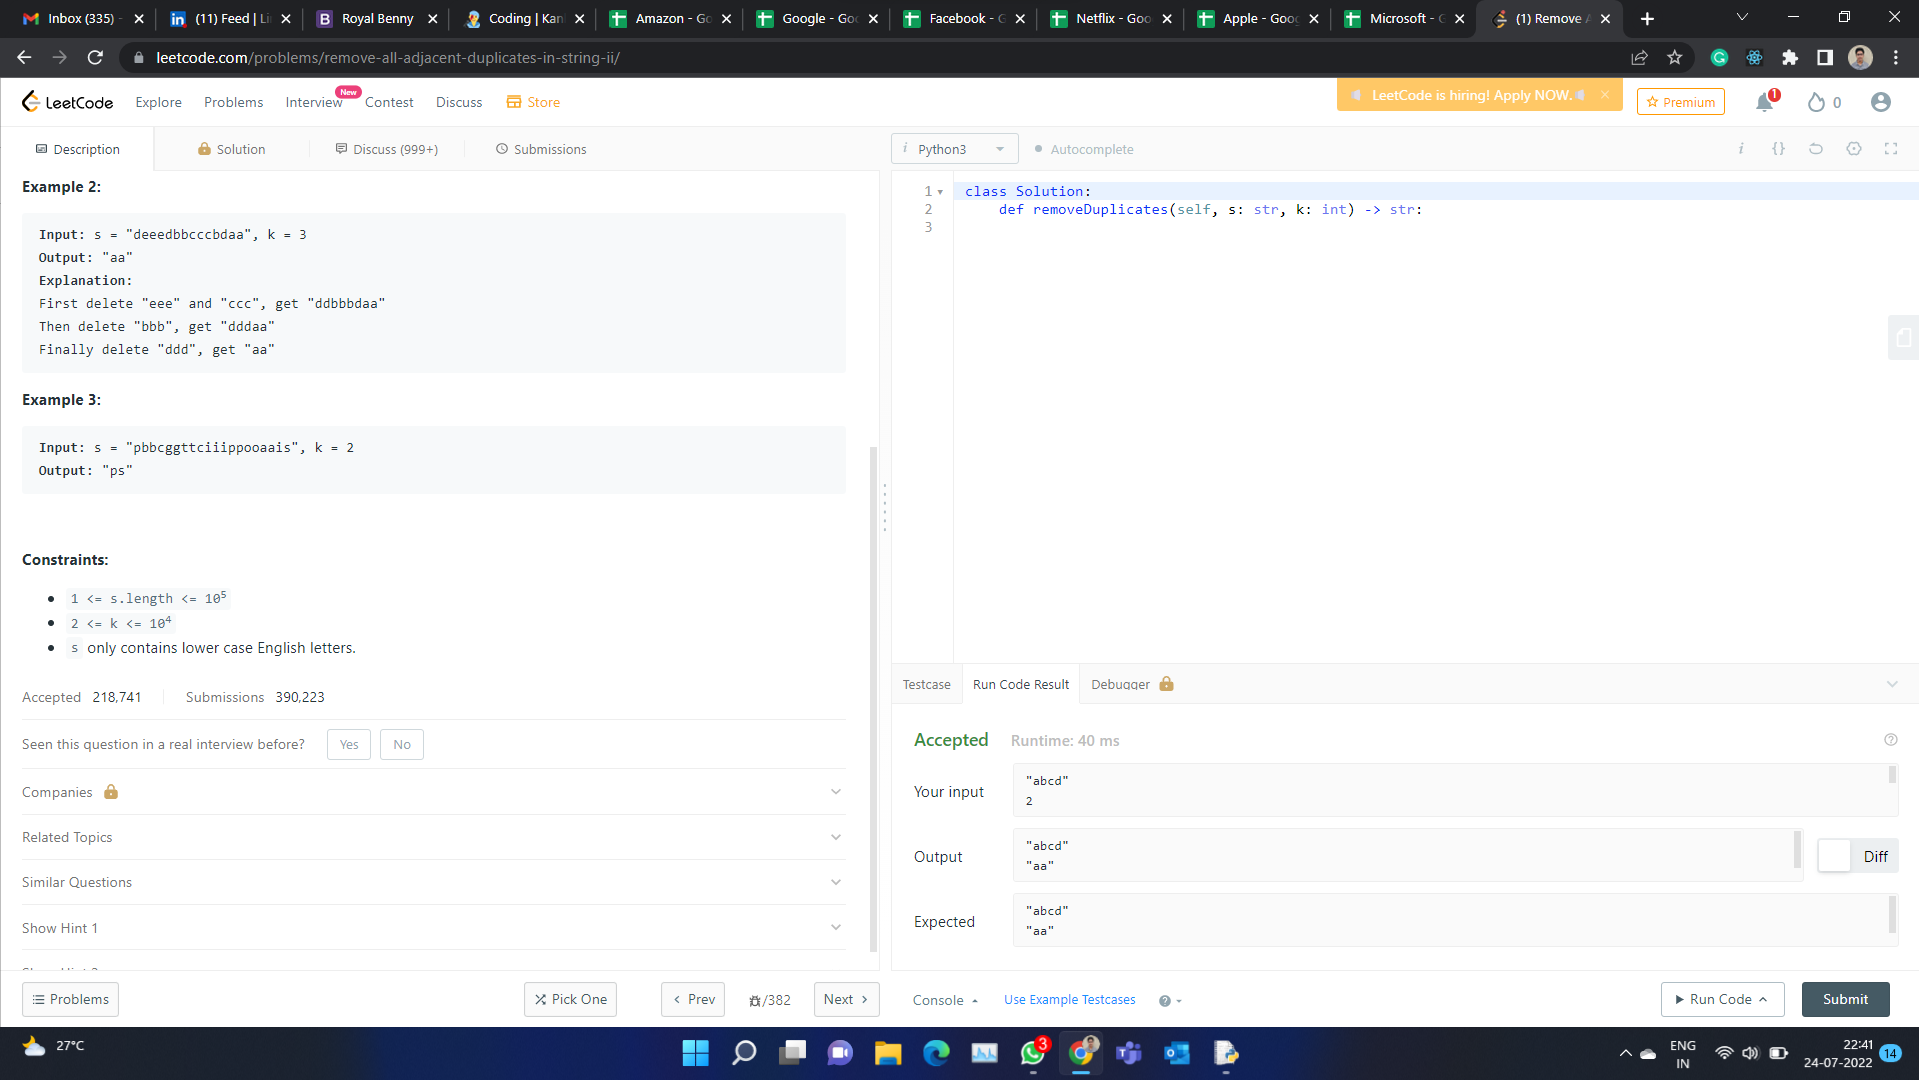 Inbox (335) -
(11) Feed | Li
Royal Benny
Coding | Kan
Amazon - Go
Google - Goo
Facebook - G
Netflix - Goo
Apple - Goog
Microsoft - G
(1) Remove A
leetcode.com/problems/remove-all-adjacent-duplicates-in-string-ii/
LeetCode
Explore
Problems
Interview
New
Contest
Discuss
Store
LeetCode is hiring! Apply NOW.
Premium
1
0
Description
Solution
Discuss (999+)
Submissions
i Python3
Autocomplete
i {}
Example 2:
Input: s = "deeedbbcccbdaa", k = 3
Output: "aa"
Explanation:
First delete "eee" and "ccc", get "ddbbbdaa"
Then delete "bbb", get "dddaa"
Finally delete "ddd", get "aa"
Example 3:
Input: s = "pbbcggttciiippooaais", k = 2
Output: "ps"
Constraints:
1 <= s.length <= 10⁵
2 <= k <= 10⁴
s only contains lower case English letters.
Accepted 218,741
Submissions 390,223
Seen this question in a real interview before?
Yes
No
Companies
Related Topics
Similar Questions
Show Hint 1
1 class Solution:
2 def removeDuplicates(self, s: str, k: int) -> str:
3
Testcase
Run Code Result
Debugger
Accepted
Runtime: 40 ms
Your input
"abcd"
2
Output
"abcd"
"aa"
Diff
Expected
"abcd"
"aa"
Problems
Pick One
Prev
/382
Next
Console
Use Example Testcases
Run Code
Submit
27°C
3
ENG
IN
22:41
24-07-2022
14